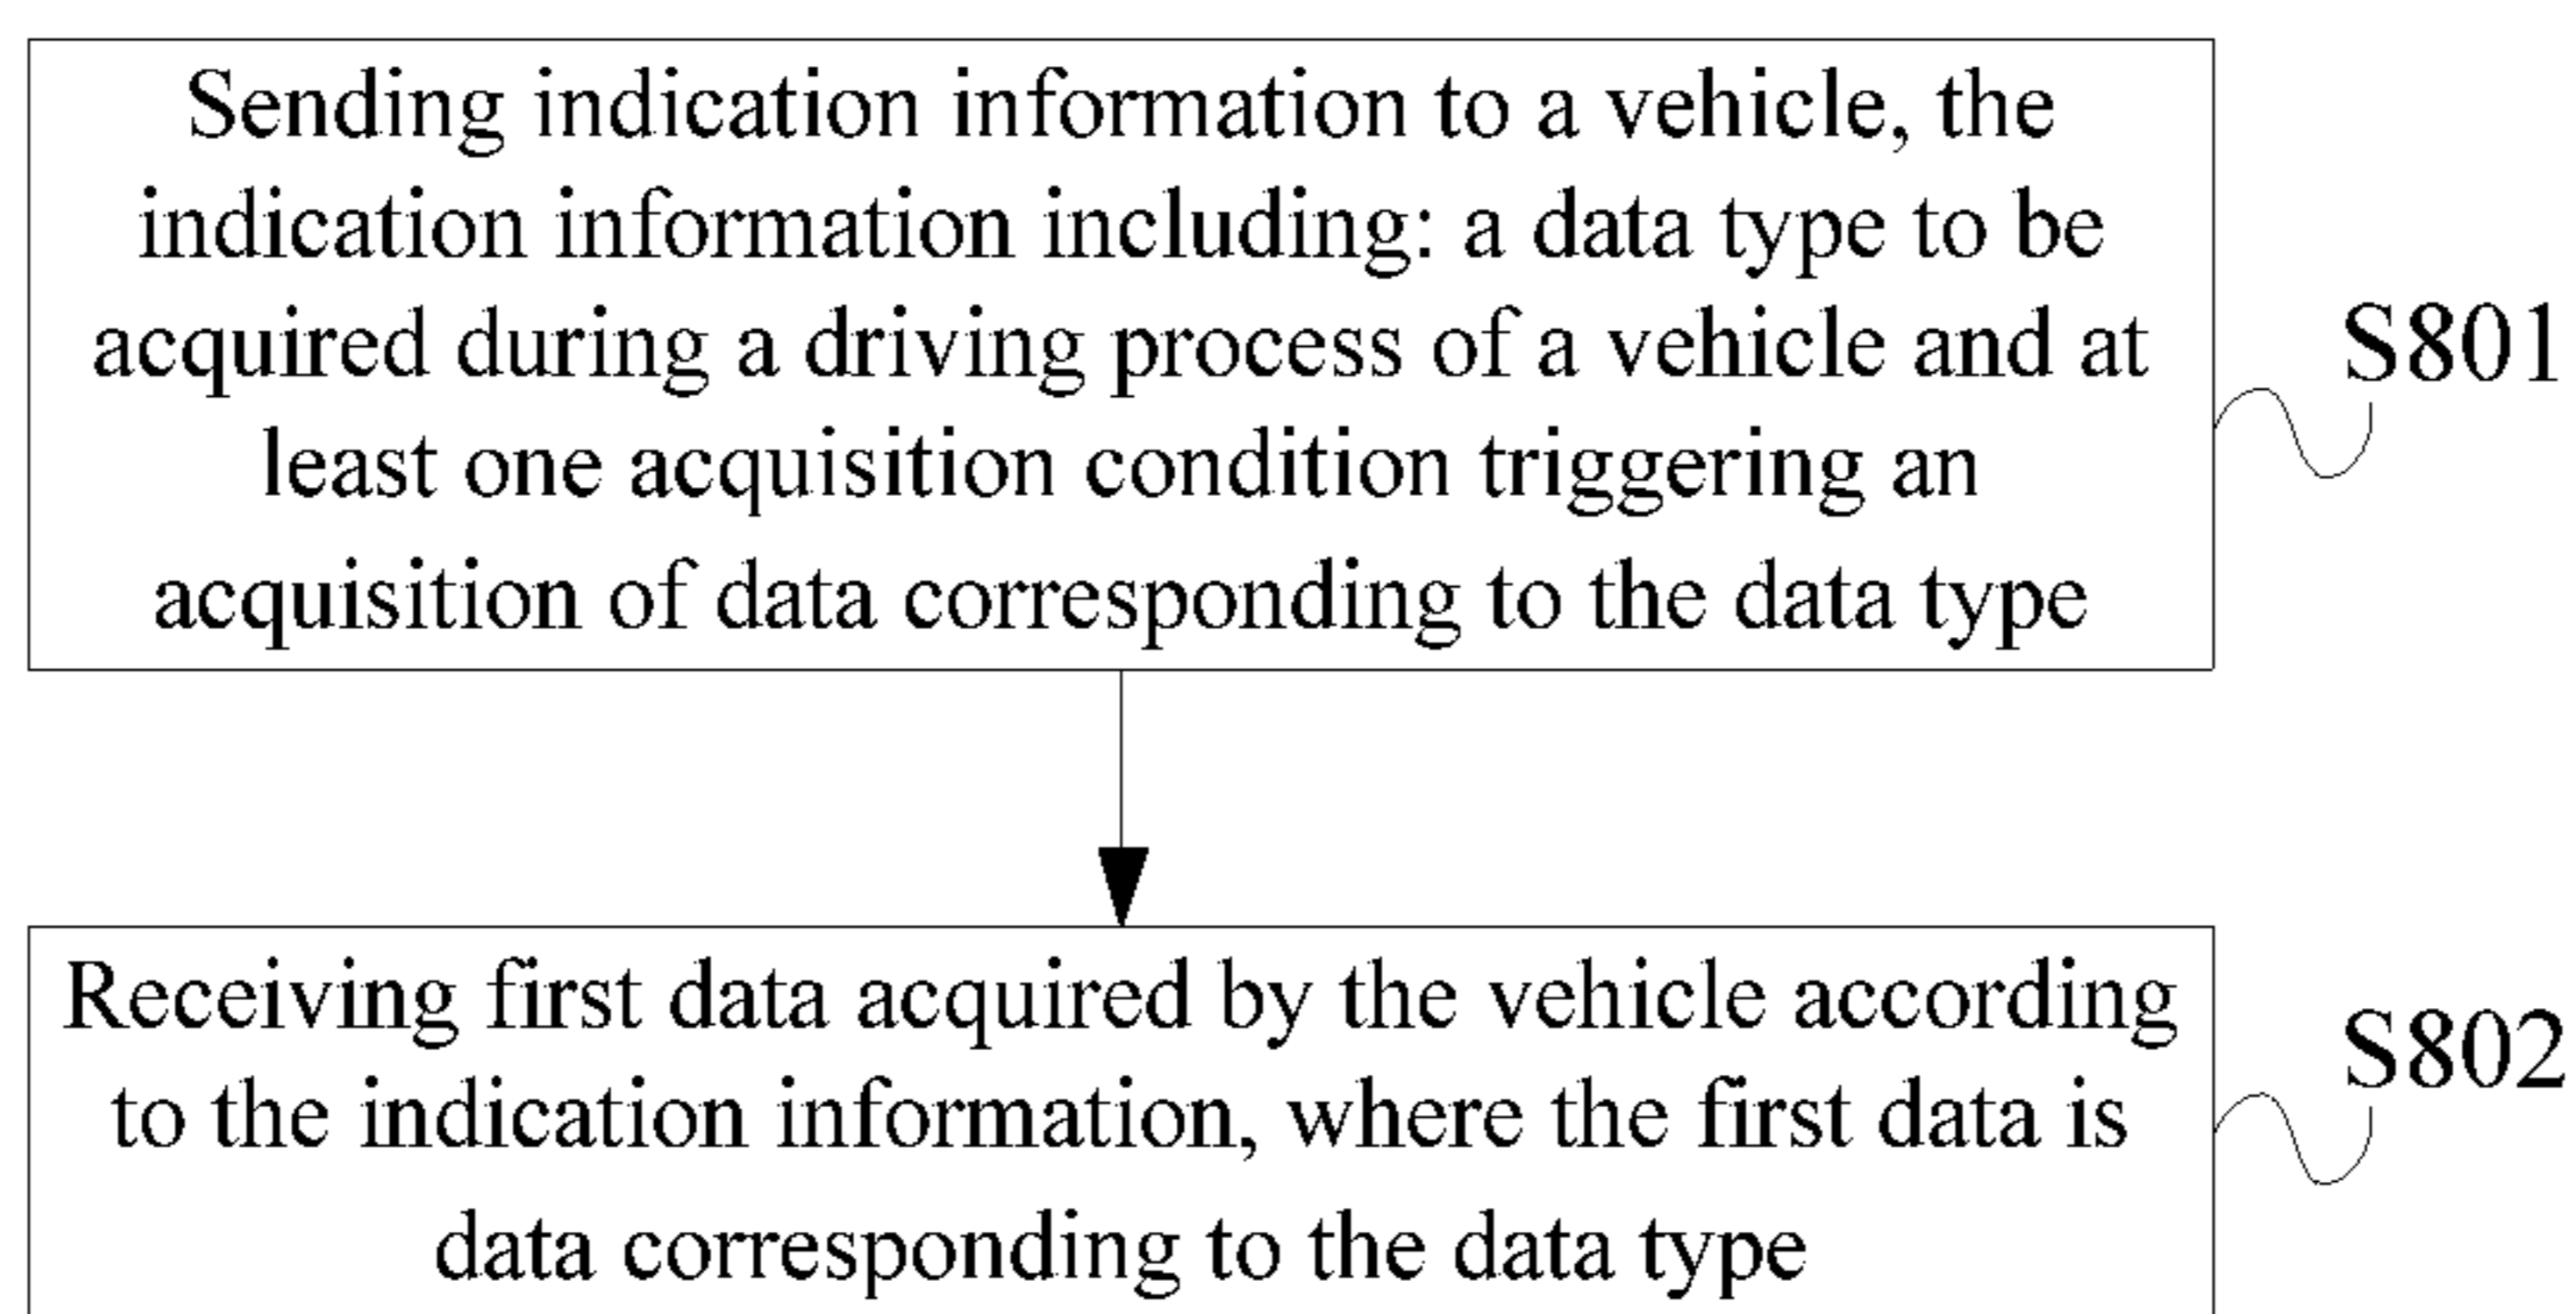 Sending indication information to a vehicle, the
indication information including: a data type to be
acquired during a driving process of a vehicle and at
least one acquisition condition triggering an
acquisition of data corresponding to the data type
S801
Receiving first data acquired by the vehicle according
to the indication information, where the first data is
data corresponding to the data type
S802